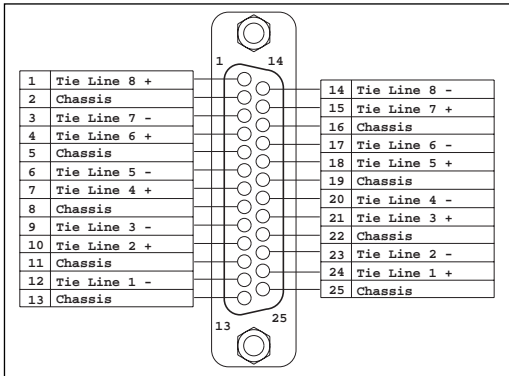 1 14
1 Tie Line 8 +
2 Chassis
3 Tie Line 7 -
4 Tie Line 6 +
5 Chassis
6 Tie Line 5 -
7 Tie Line 4 +
8 Chassis
9 Tie Line 3 -
10 Tie Line 2 +
11 Chassis
12 Tie Line 1 -
13 Chassis
14 Tie Line 8 -
15 Tie Line 7 +
16 Chassis
17 Tie Line 6 -
18 Tie Line 5 +
19 Chassis
20 Tie Line 4 -
21 Tie Line 3 +
22 Chassis
23 Tie Line 2 -
24 Tie Line 1 +
25 Chassis
13 25